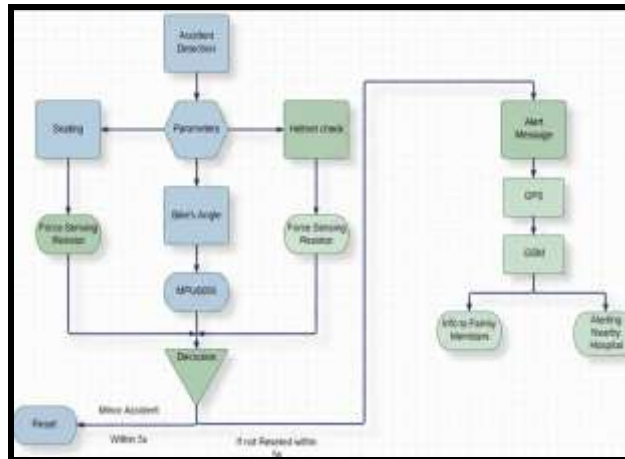 Accident
Detection
Seating
Parameters
Helmet check
Alert
Message
Bike's Angle
GPS
Force Sensing
Resistor
Force Sensing
Resistor
GSM
MPU6050
Info to Family
Members
Alerting
Nearby
Hospital
Decision
Minor Accident
Reset
Within 5s
If not Reseted within
5s